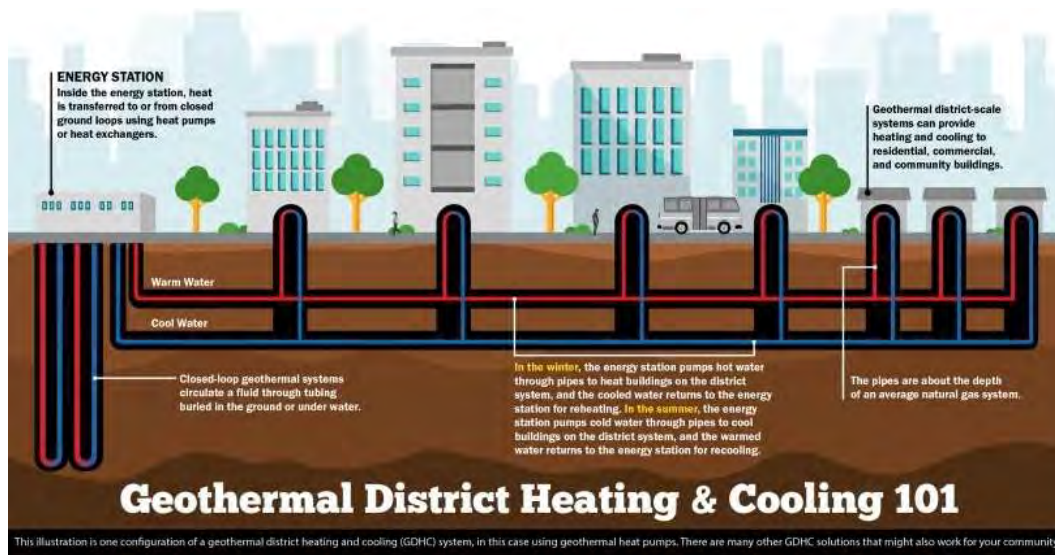 ENERGY STATION
Inside the energy station, heat
is transferred to or from closed
ground loops using heat pumps
or heat exchangers.
Geothermal district-scale
systems can provide
heating and cooling to
residential, commercial,
and community buildings.
Warm Water
Cool Water
Closed-loop geothermal systems
circulate a fluid through tubing
buried in the ground or under water.
In the winter, the energy station pumps hot water
through pipes to heat buildings on the district
system, and the cooled water returns to the energy
station for reheating. In the summer, the energy
station pumps cold water through pipes to cool
buildings on the district system, and the warmed
water returns to the energy station for recooling.
The pipes are about the depth
of an average natural gas system.
Geothermal District Heating & Cooling 101
This illustration is one configuration of a geothermal district heating and cooling (GDHC) system, in this case using geothermal heat pumps. There are many other GDHC solutions that might also work for your community